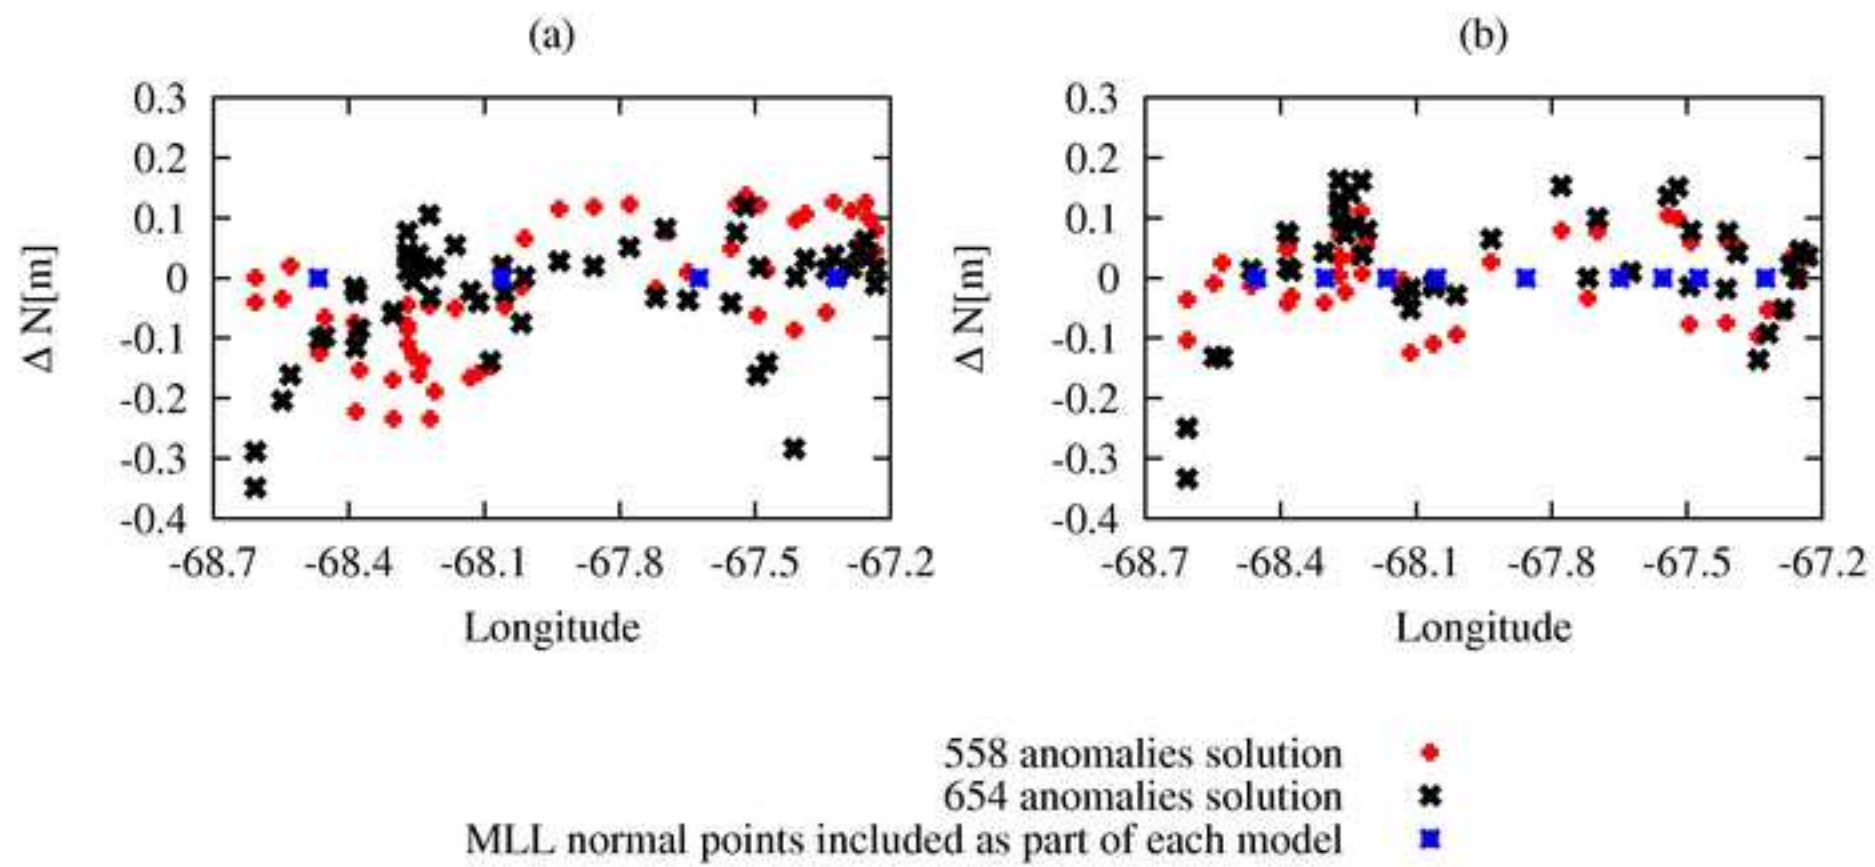 (a)
(b)
0.3
0.2
0.1
0
-0.1
-0.2
-0.3
-0.4
Δ N[m]
-68.7 -68.4 -68.1 -67.8 -67.5 -67.2
Longitude
0.3
0.2
0.1
0
-0.1
-0.2
-0.3
-0.4
Δ N[m]
-68.7 -68.4 -68.1 -67.8 -67.5 -67.2
Longitude
558 anomalies solution
654 anomalies solution
MLL normal points included as part of each model